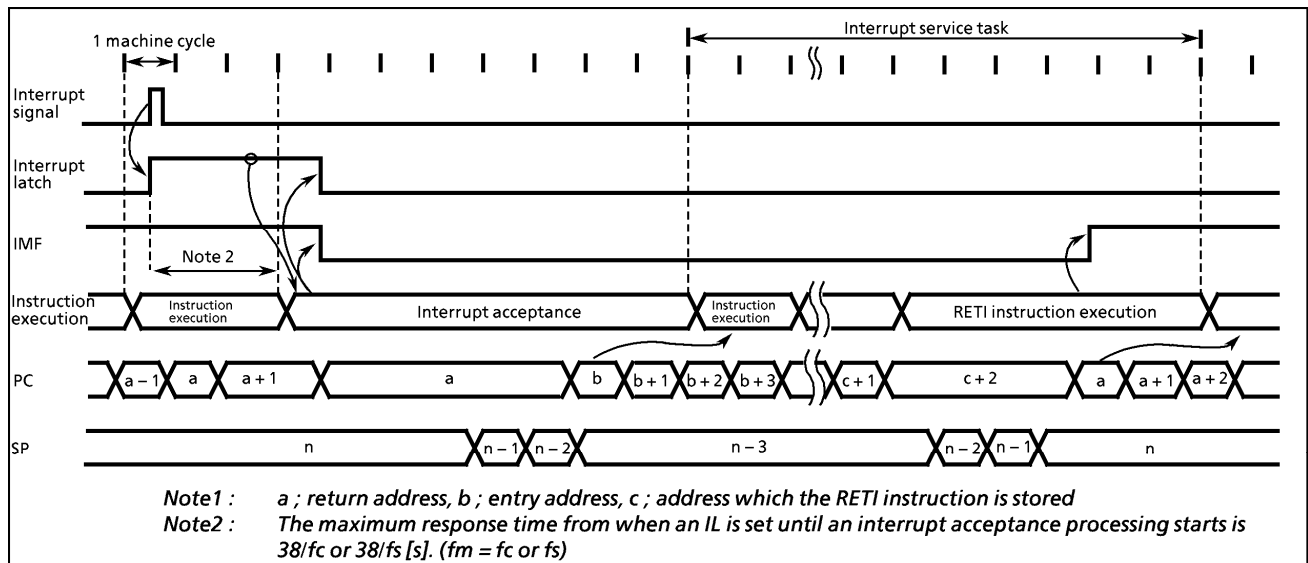 Interrupt service task
1 machine cycle
Interrupt
signal
Interrupt
latch
IMF
Note 2
Instruction
execution
Instruction
execution
Interrupt acceptance
Instruction
execution
RETI instruction execution
PC
a – 1
a
a + 1
a
b
b + 1
b + 2
b + 3
c + 1
c + 2
a
a + 1
a + 2
SP
n
n – 1
n – 2
n – 3
n – 2
n – 1
n
Note1 : a ; return address, b ; entry address, c ; address which the RETI instruction is stored
Note2 : The maximum response time from when an IL is set until an interrupt acceptance processing starts is
38/fc or 38/fs [s]. (fm = fc or fs)